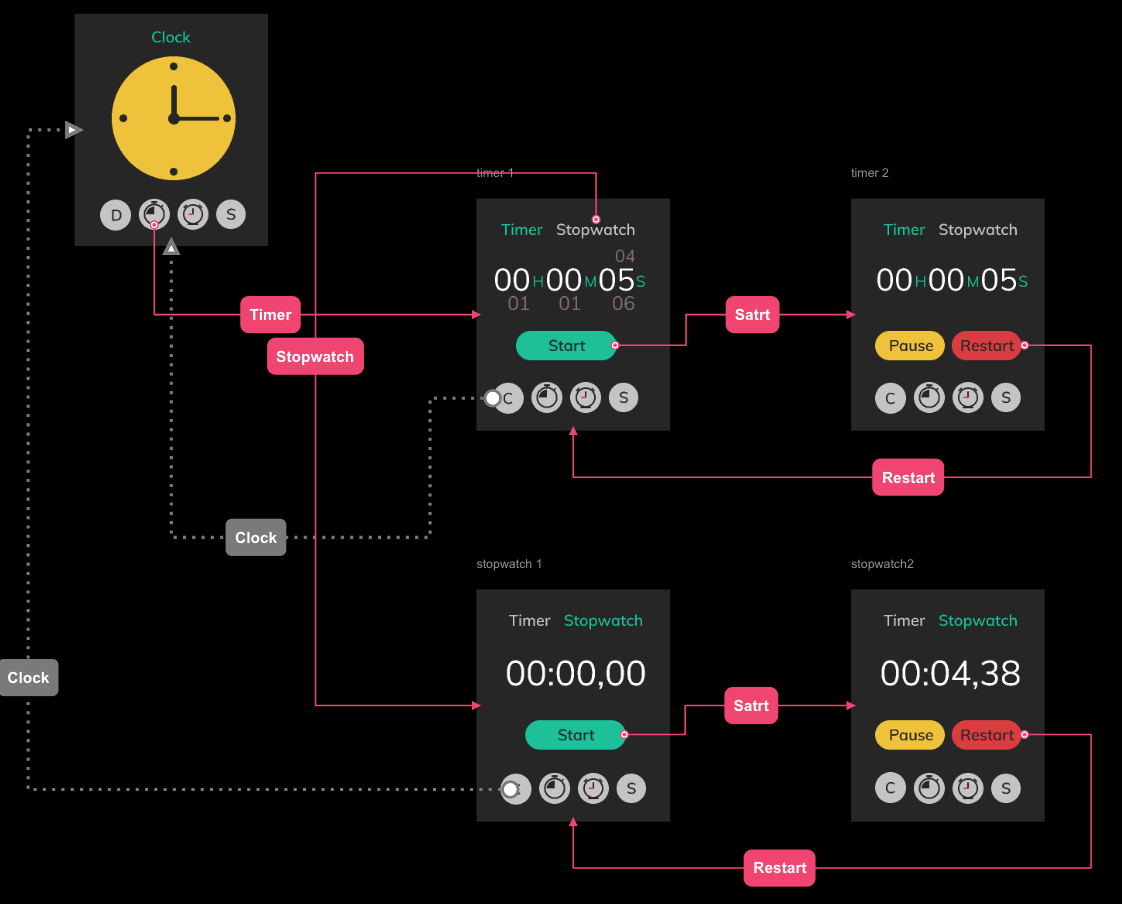 Clock
D S
timer 1
Timer Stopwatch
04
00 H 00 M 05 S
01 01 06
Start
C S
timer 2
Timer Stopwatch
00 H 00 M 05 S
Pause Restart
C S
Timer
Stopwatch
Satrt
Restart
Clock
Clock
stopwatch 1
Timer Stopwatch
00:00,00
Start
S
stopwatch2
Timer Stopwatch
00:04,38
Pause Restart
C S
Satrt
Restart